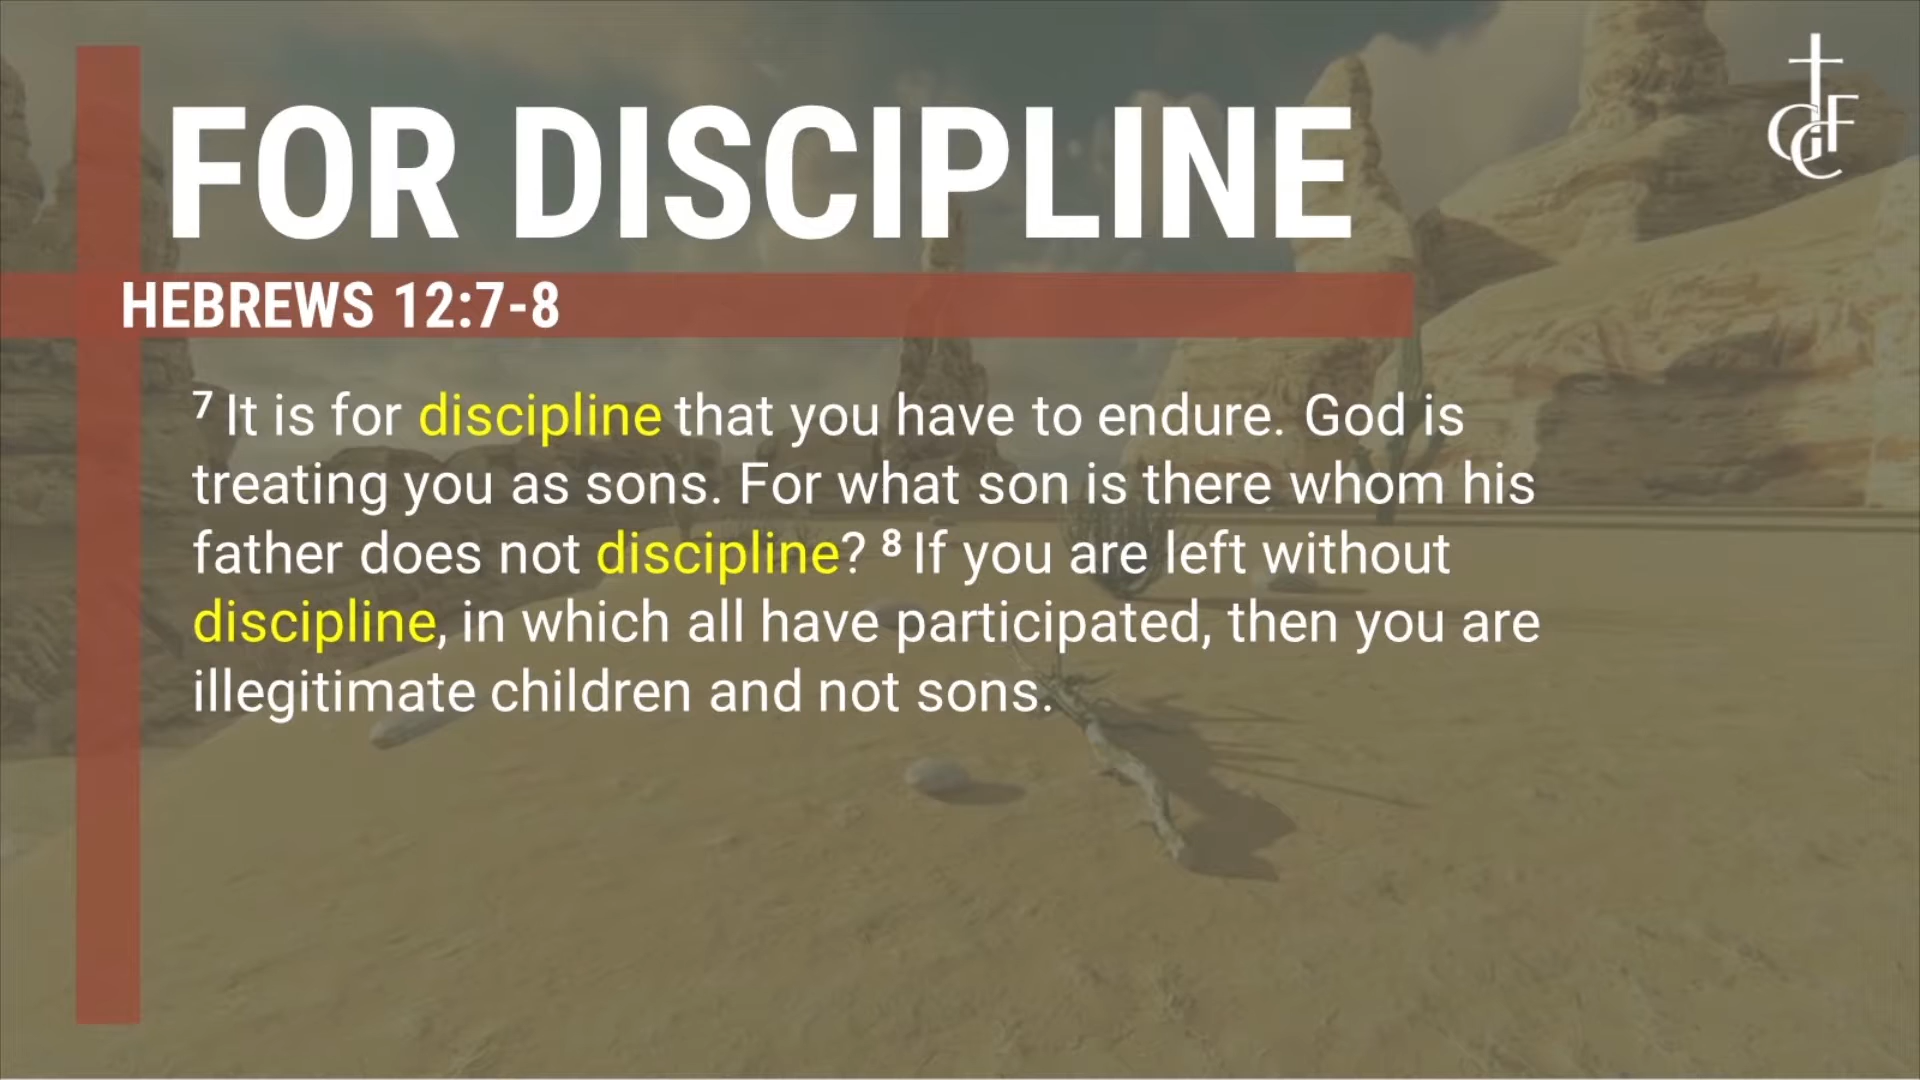 FOR DISCIPLINE
HEBREWS 12:7-8
⁷ It is for discipline that you have to endure. God is
treating you as sons. For what son is there whom his
father does not discipline? ⁸ If you are left without
discipline, in which all have participated, then you are
illegitimate children and not sons.